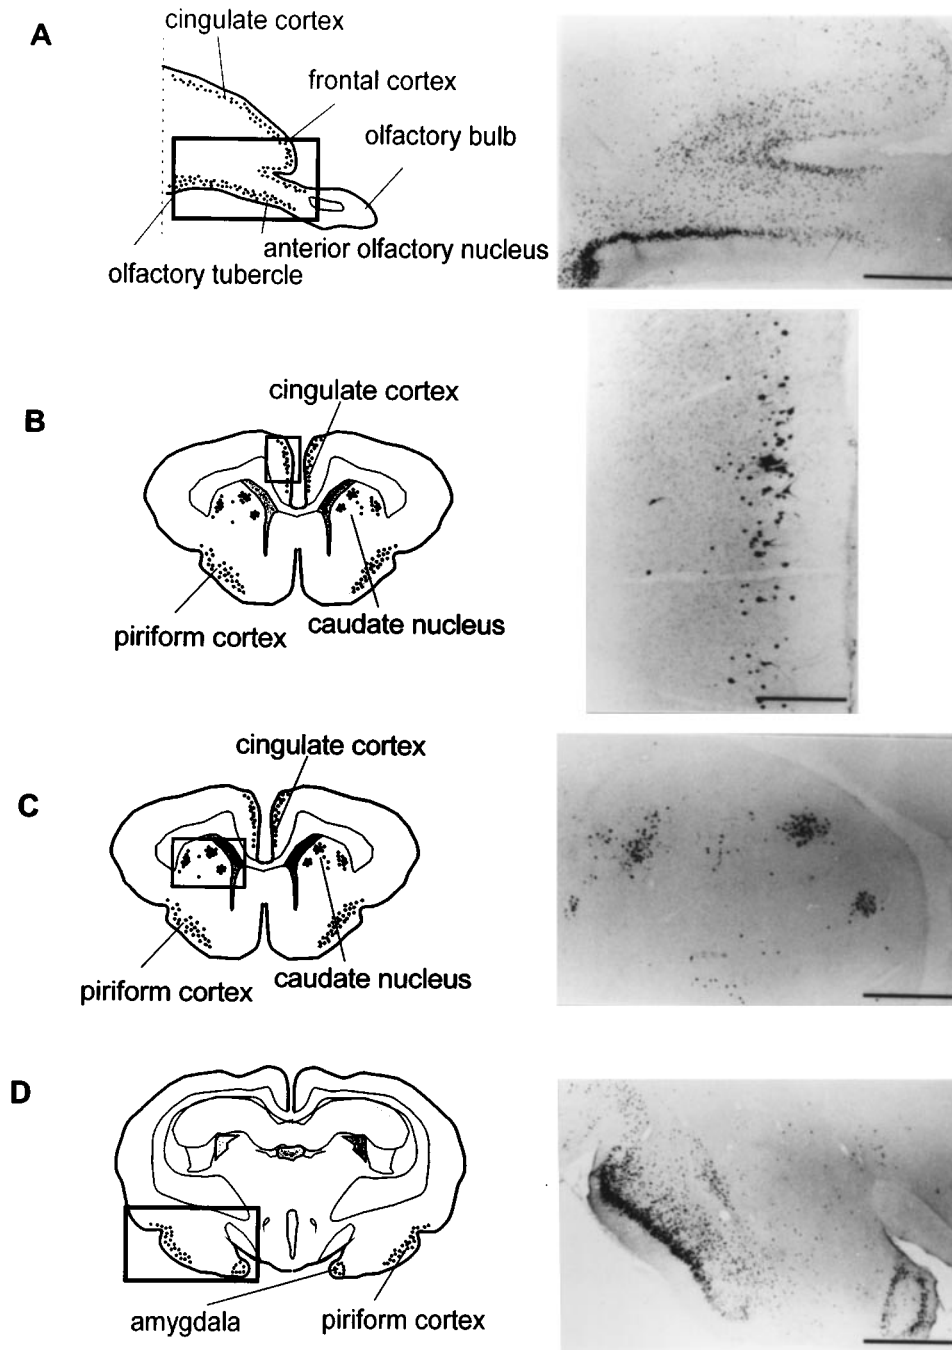 A
cingulate cortex
frontal cortex
olfactory bulb
anterior olfactory nucleus
olfactory tubercle
B
cingulate cortex
piriform cortex
caudate nucleus
C
cingulate cortex
piriform cortex
caudate nucleus
D
amygdala
piriform cortex